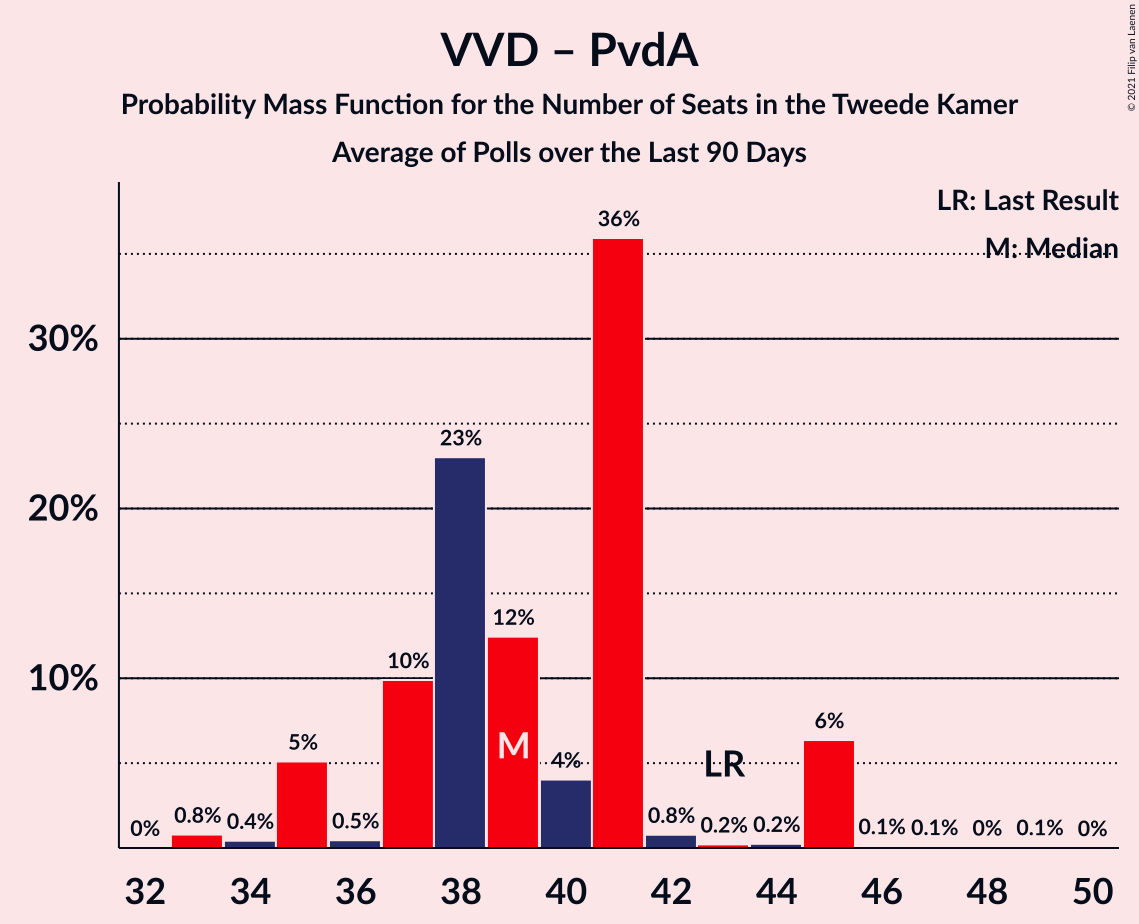 VVD – PvdA
Probability Mass Function for the Number of Seats in the Tweede Kamer
Average of Polls over the Last 90 Days
© 2021 Filip van Laenen
LR: Last Result
M: Median
30%
20%
10%
0%
0.8%
0.4%
5%
0.5%
10%
23%
12%
4%
36%
0.8%
0.2%
0.2%
6%
0.1%
0.1%
0%
0.1%
0%
M
LR
32 34 36 38 40 42 44 46 48 50